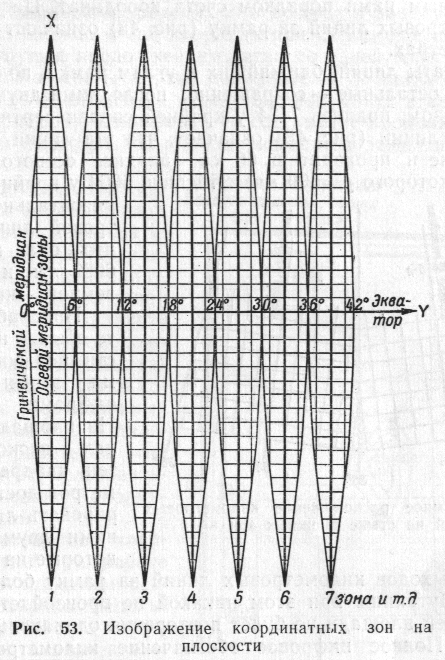 X
Гринвичский меридиан
Осевой меридиан зоны
0° 6° 12° 18° 24° 30° 36° 42° Эква-
тор Y
1 2 3 4 5 6 7 зона и т.д
Рис. 53. Изображение координатных зон на
плоскости